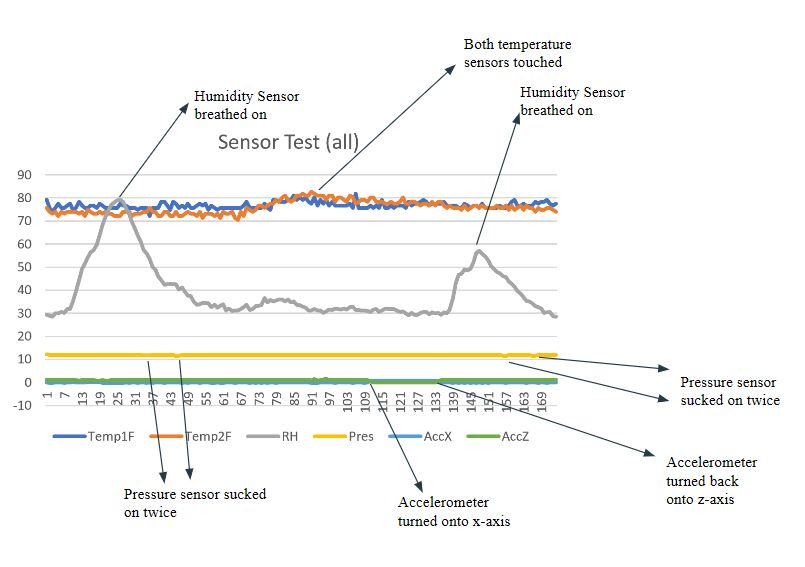 Both temperature
sensors touched
Humidity Sensor
breathed on
Humidity Sensor
breathed on
Sensor Test (all)
90
80
70
60
50
40
30
20
10
0
-10
1 7 13 19 25 31 37 43 49 55 61 67 73 79 85 91 97 103 109 115 121 127 133 139 145 151 157 163 169
Temp1F Temp2F RH Pres AccX AccZ
Pressure sensor
sucked on twice
Accelerometer
turned back
onto z-axis
Pressure sensor sucked
on twice
Accelerometer
turned onto x-axis